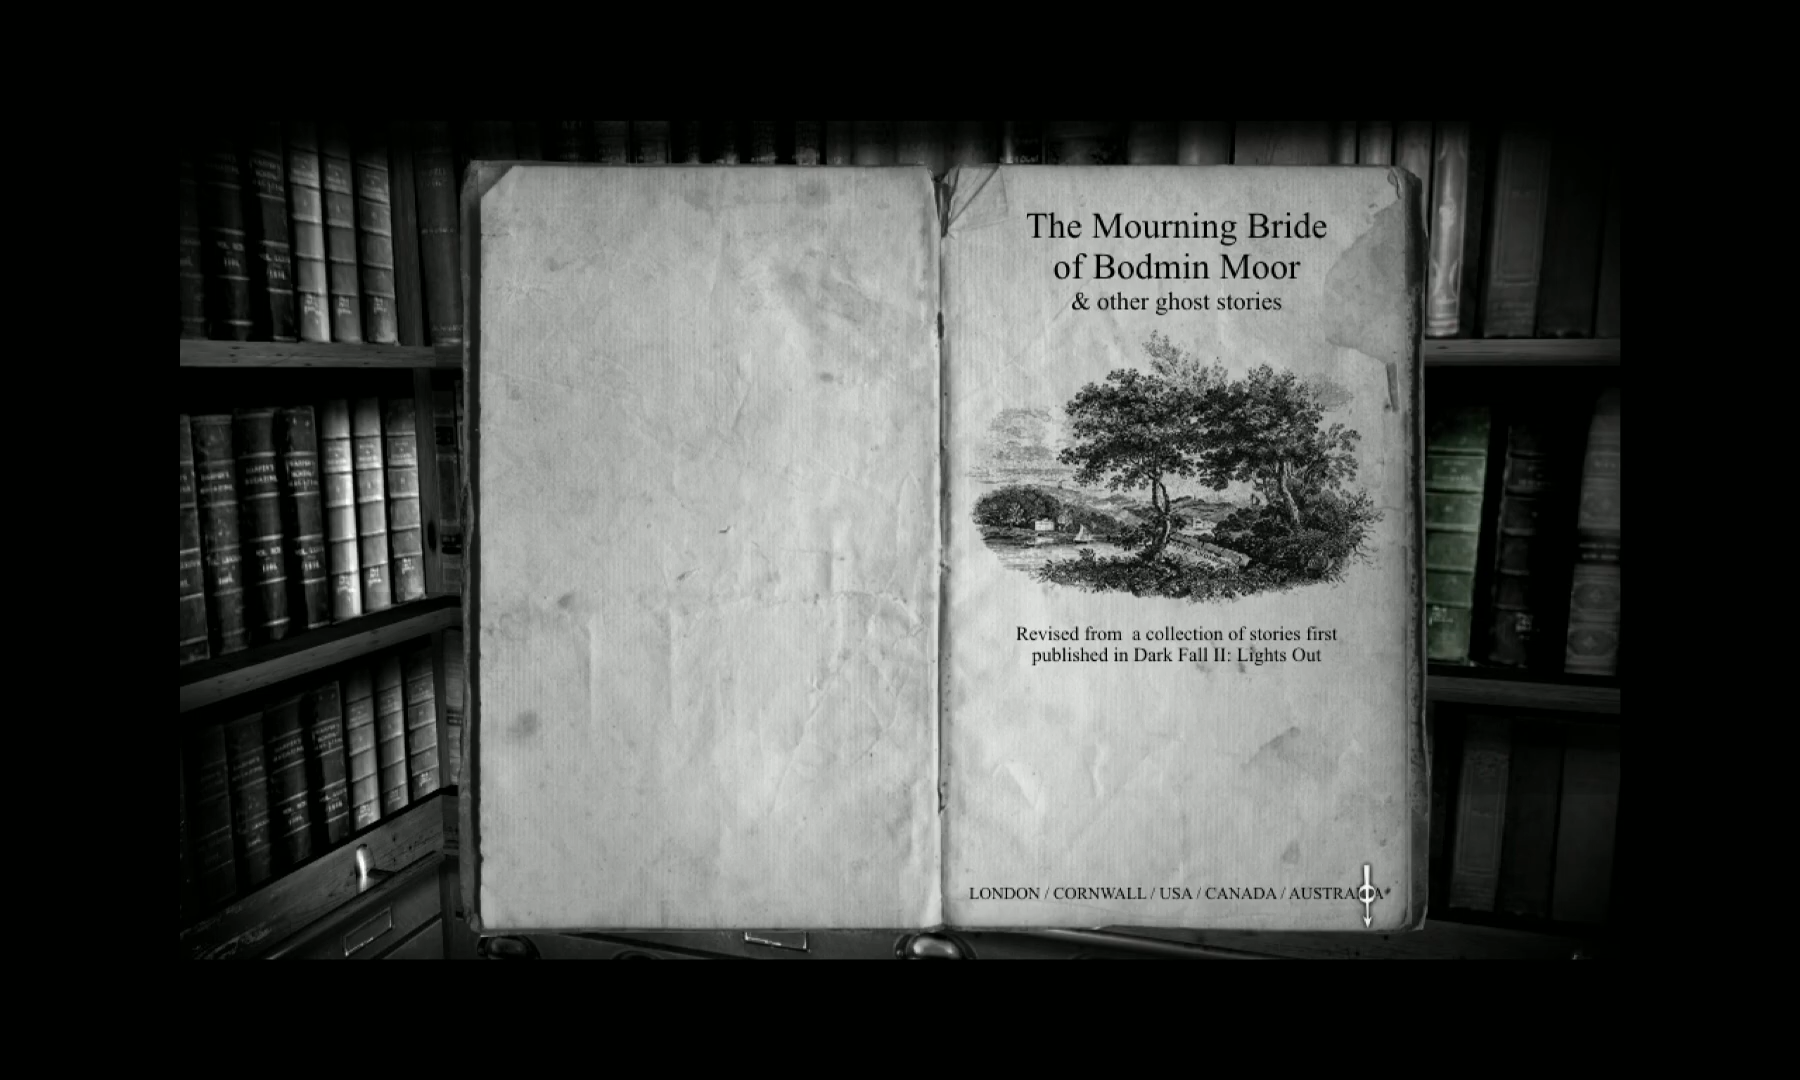 The Mourning Bride
of Bodmin Moor
& other ghost stories
Revised from a collection of stories first
published in Dark Fall II: Lights Out
LONDON / CORNWALL / USA / CANADA / AUSTRALIA*